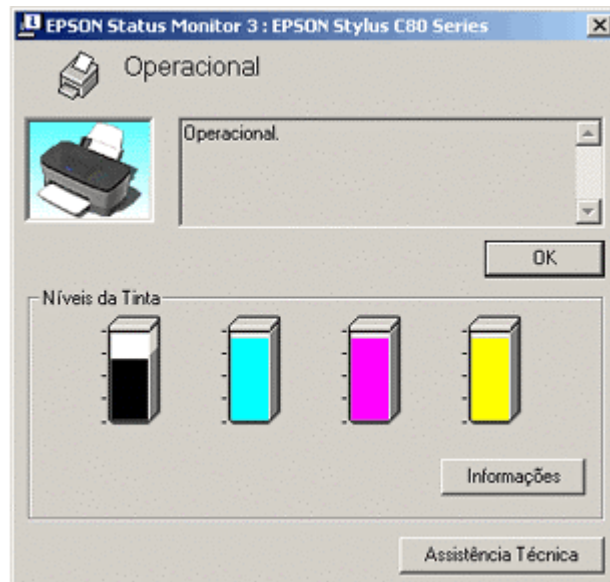 EPSON Status Monitor 3 : EPSON Stylus C80 Series
Operacional
Operacional.
OK
Níveis da Tinta
Informações
Assistência Técnica